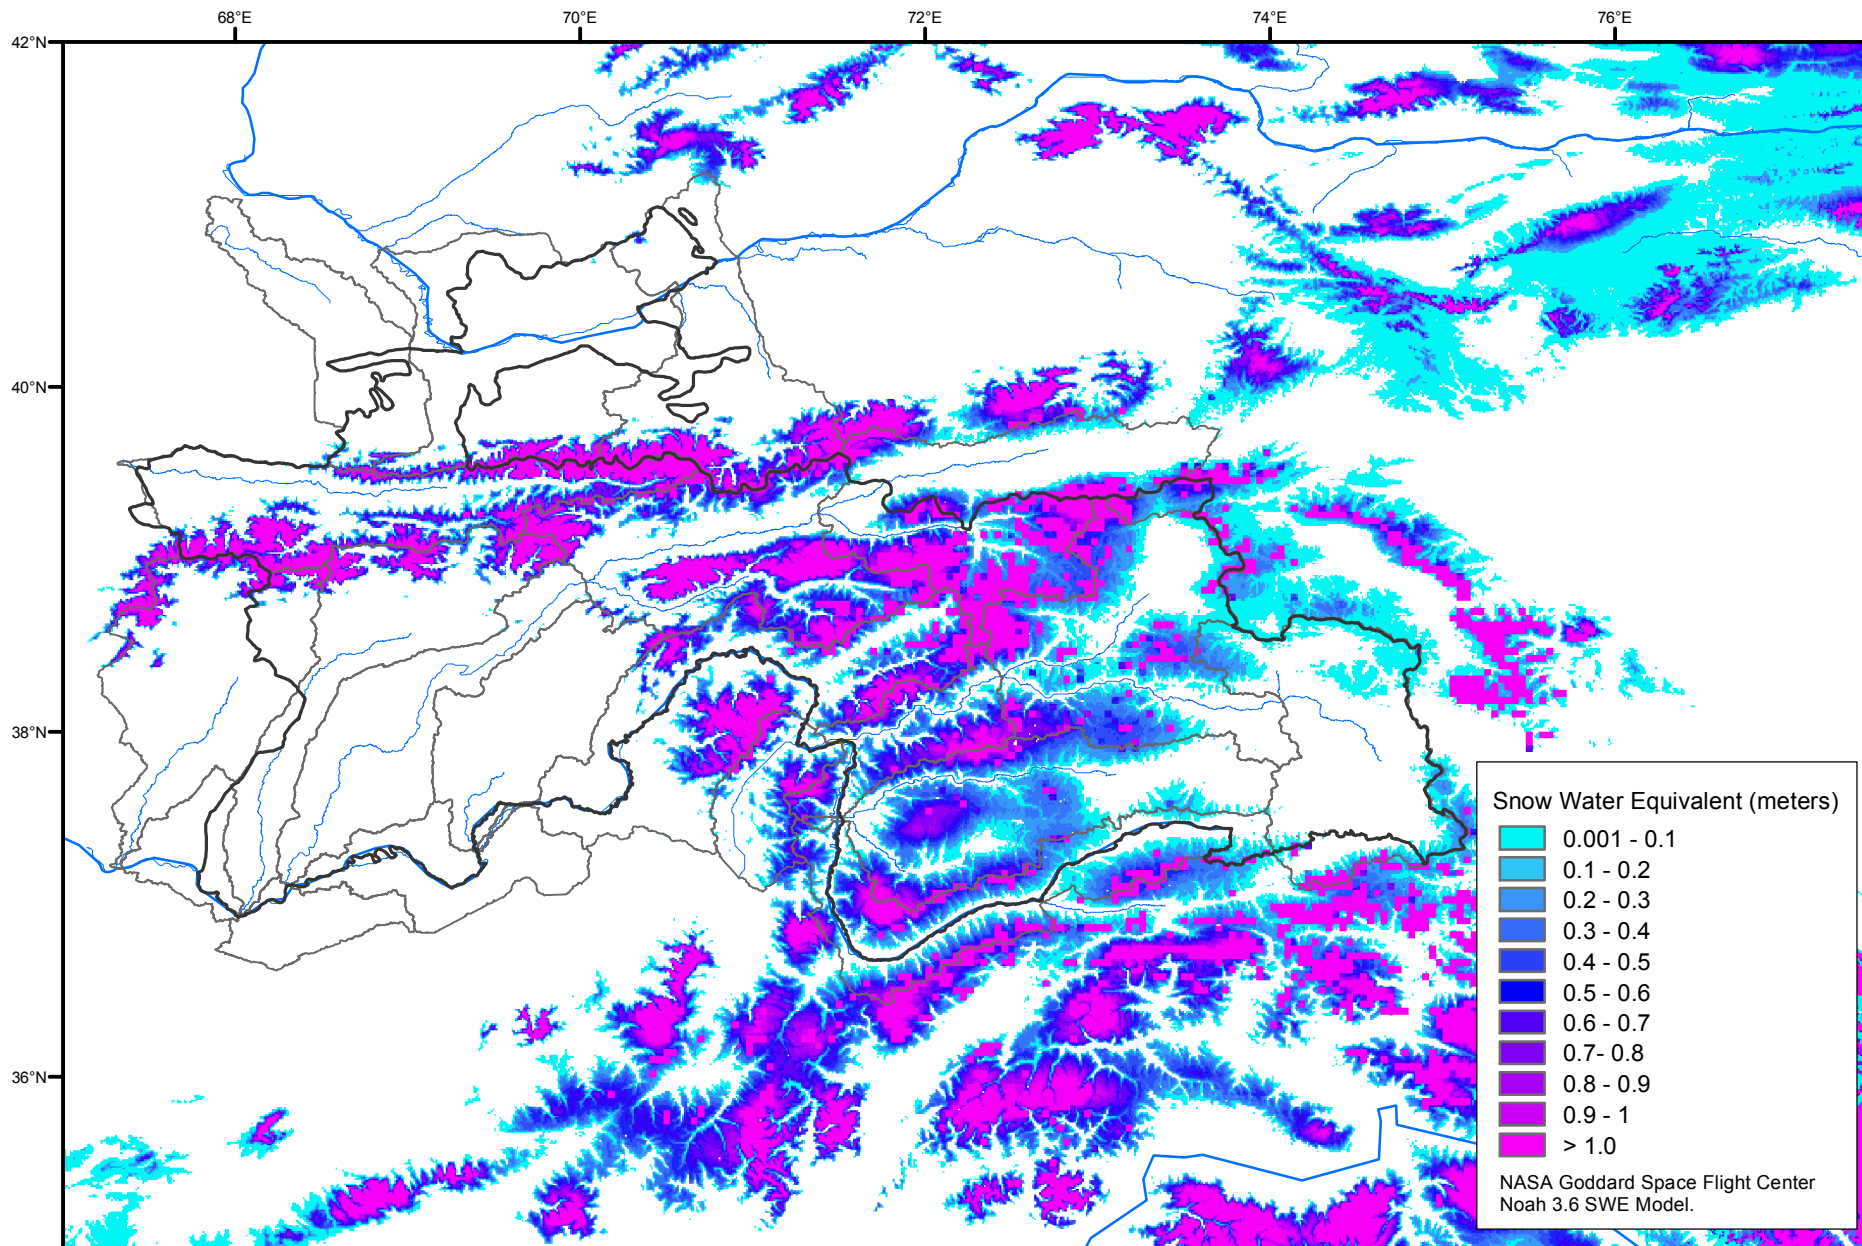 68°E
70°E
72°E
74°E
76°E
42°N
40°N
38°N
36°N
Snow Water Equivalent (meters)
0.001 - 0.1
0.1 - 0.2
0.2 - 0.3
0.3 - 0.4
0.4 - 0.5
0.5 - 0.6
0.6 - 0.7
0.7- 0.8
0.8 - 0.9
0.9 - 1
> 1.0
NASA Goddard Space Flight Center
Noah 3.6 SWE Model.